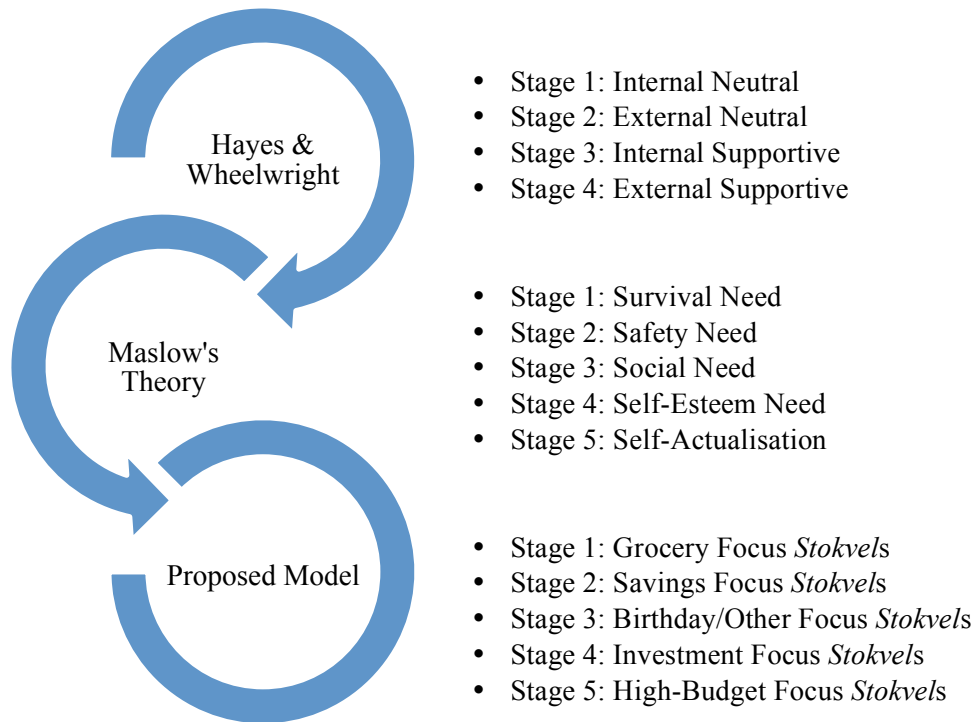 Hayes &
Wheelwright
• Stage 1: Internal Neutral
• Stage 2: External Neutral
• Stage 3: Internal Supportive
• Stage 4: External Supportive
Maslow's
Theory
• Stage 1: Survival Need
• Stage 2: Safety Need
• Stage 3: Social Need
• Stage 4: Self-Esteem Need
• Stage 5: Self-Actualisation
Proposed Model
• Stage 1: Grocery Focus Stokvels
• Stage 2: Savings Focus Stokvels
• Stage 3: Birthday/Other Focus Stokvels
• Stage 4: Investment Focus Stokvels
• Stage 5: High-Budget Focus Stokvels